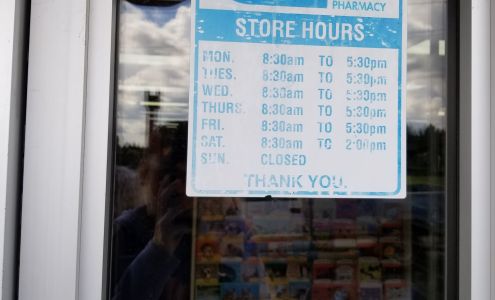 PHARMACY
STORE HOURS
MON. 8:30am TO 5:30pm
TUES. 8:30am TO 5:30pm
WED. 8:30am TO 5:30pm
THURS. 8:30am TO 5:30pm
FRI. 8:30am TO 5:30pm
SAT. 8:30am TO 2:00pm
SUN. CLOSED
THANK YOU.